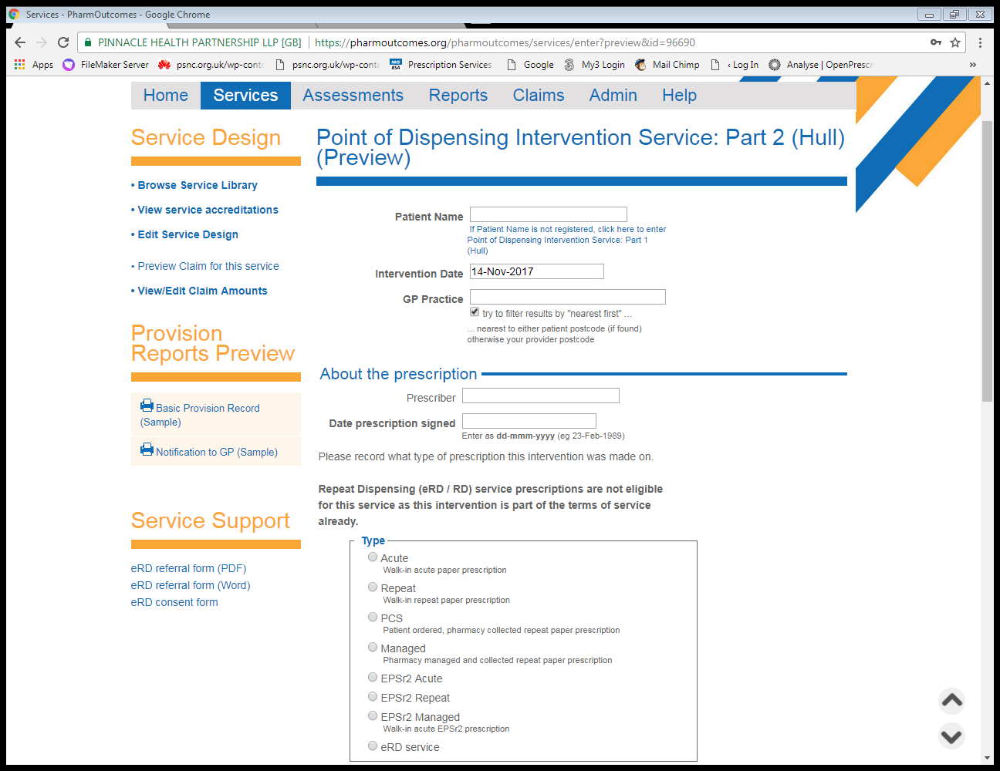 Services - PharmOutcomes - Google Chrome
PINNACLE HEALTH PARTNERSHIP LLP [GB] https://pharmoutcomes.org/pharmoutcomes/services/enter?preview&id=96690
Apps FileMaker Server psnc.org.uk/wp-conte psnc.org.uk/wp-conte NHS BSA Prescription Services Google My3 Login Mail Chimp ‹ Log In Analyse | OpenPrescr »
Home Services Assessments Reports Claims Admin Help
Service Design
• Browse Service Library
• View service accreditations
• Edit Service Design
• Preview Claim for this service
• View/Edit Claim Amounts
Provision
Reports Preview
Basic Provision Record
(Sample)
Notification to GP (Sample)
Service Support
eRD referral form (PDF)
eRD referral form (Word)
eRD consent form
Point of Dispensing Intervention Service: Part 2 (Hull)
(Preview)
Patient Name
If Patient Name is not registered, click here to enter
Point of Dispensing Intervention Service: Part 1
(Hull)
Intervention Date 14-Nov-2017
GP Practice
try to filter results by "nearest first" ...
... nearest to either patient postcode (if found)
otherwise your provider postcode
About the prescription
Prescriber
Date prescription signed
Enter as dd-mmm-yyyy (eg 23-Feb-1989)
Please record what type of prescription this intervention was made on.
Repeat Dispensing (eRD / RD) service prescriptions are not eligible
for this service as this intervention is part of the terms of service
already.
Type
Acute
Walk-in acute paper prescription
Repeat
Walk-in repeat paper prescription
PCS
Patient ordered, pharmacy collected repeat paper prescription
Managed
Pharmacy managed and collected repeat paper prescription
EPSr2 Acute
EPSr2 Repeat
EPSr2 Managed
Walk-in acute EPSr2 prescription
eRD service